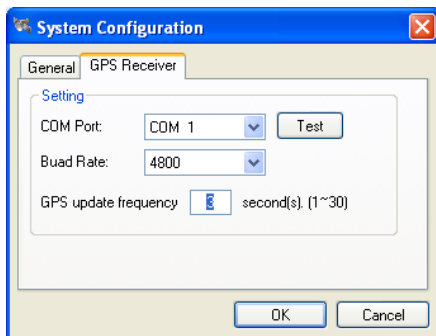 System Configuration
General GPS Receiver
Setting
COM Port: COM 1 Test
Buad Rate: 4800
GPS update frequency 3 second(s). (1~30)
OK Cancel